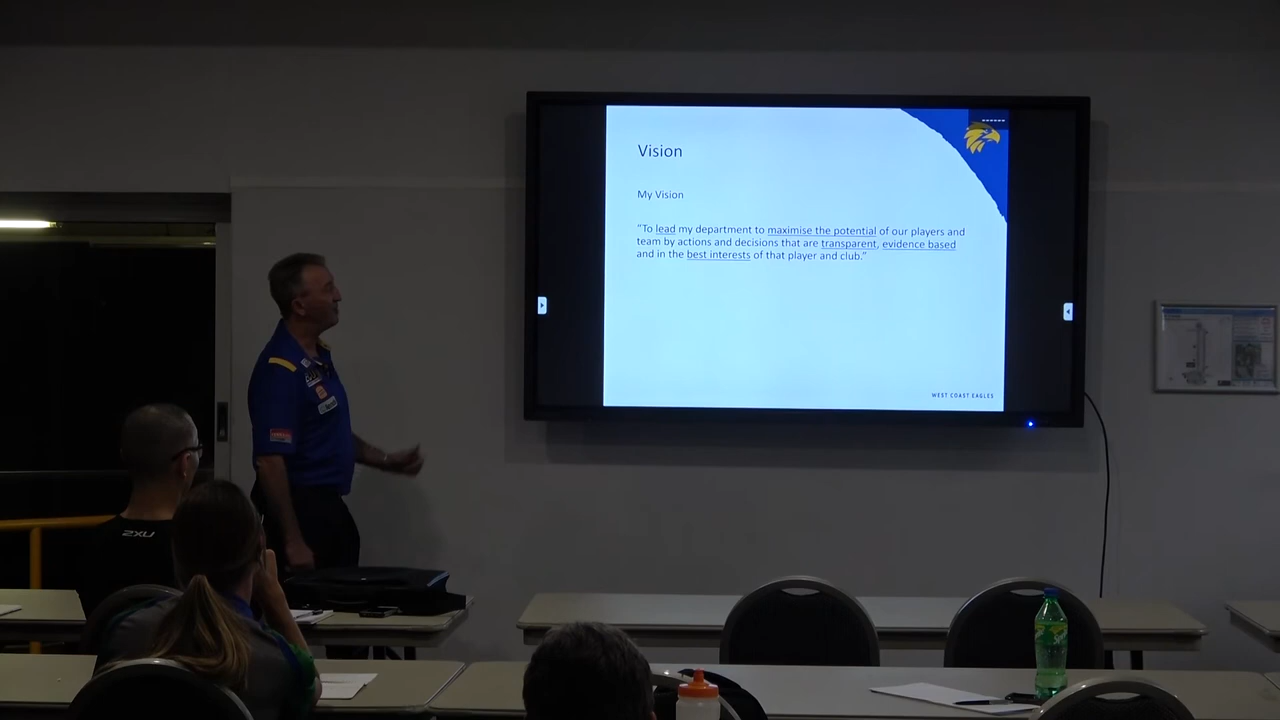 Vision
My Vision
“To lead my department to maximise the potential of our players and
team by actions and decisions that are transparent, evidence based
and in the best interests of that player and club.”
WEST COAST EAGLES
2XU